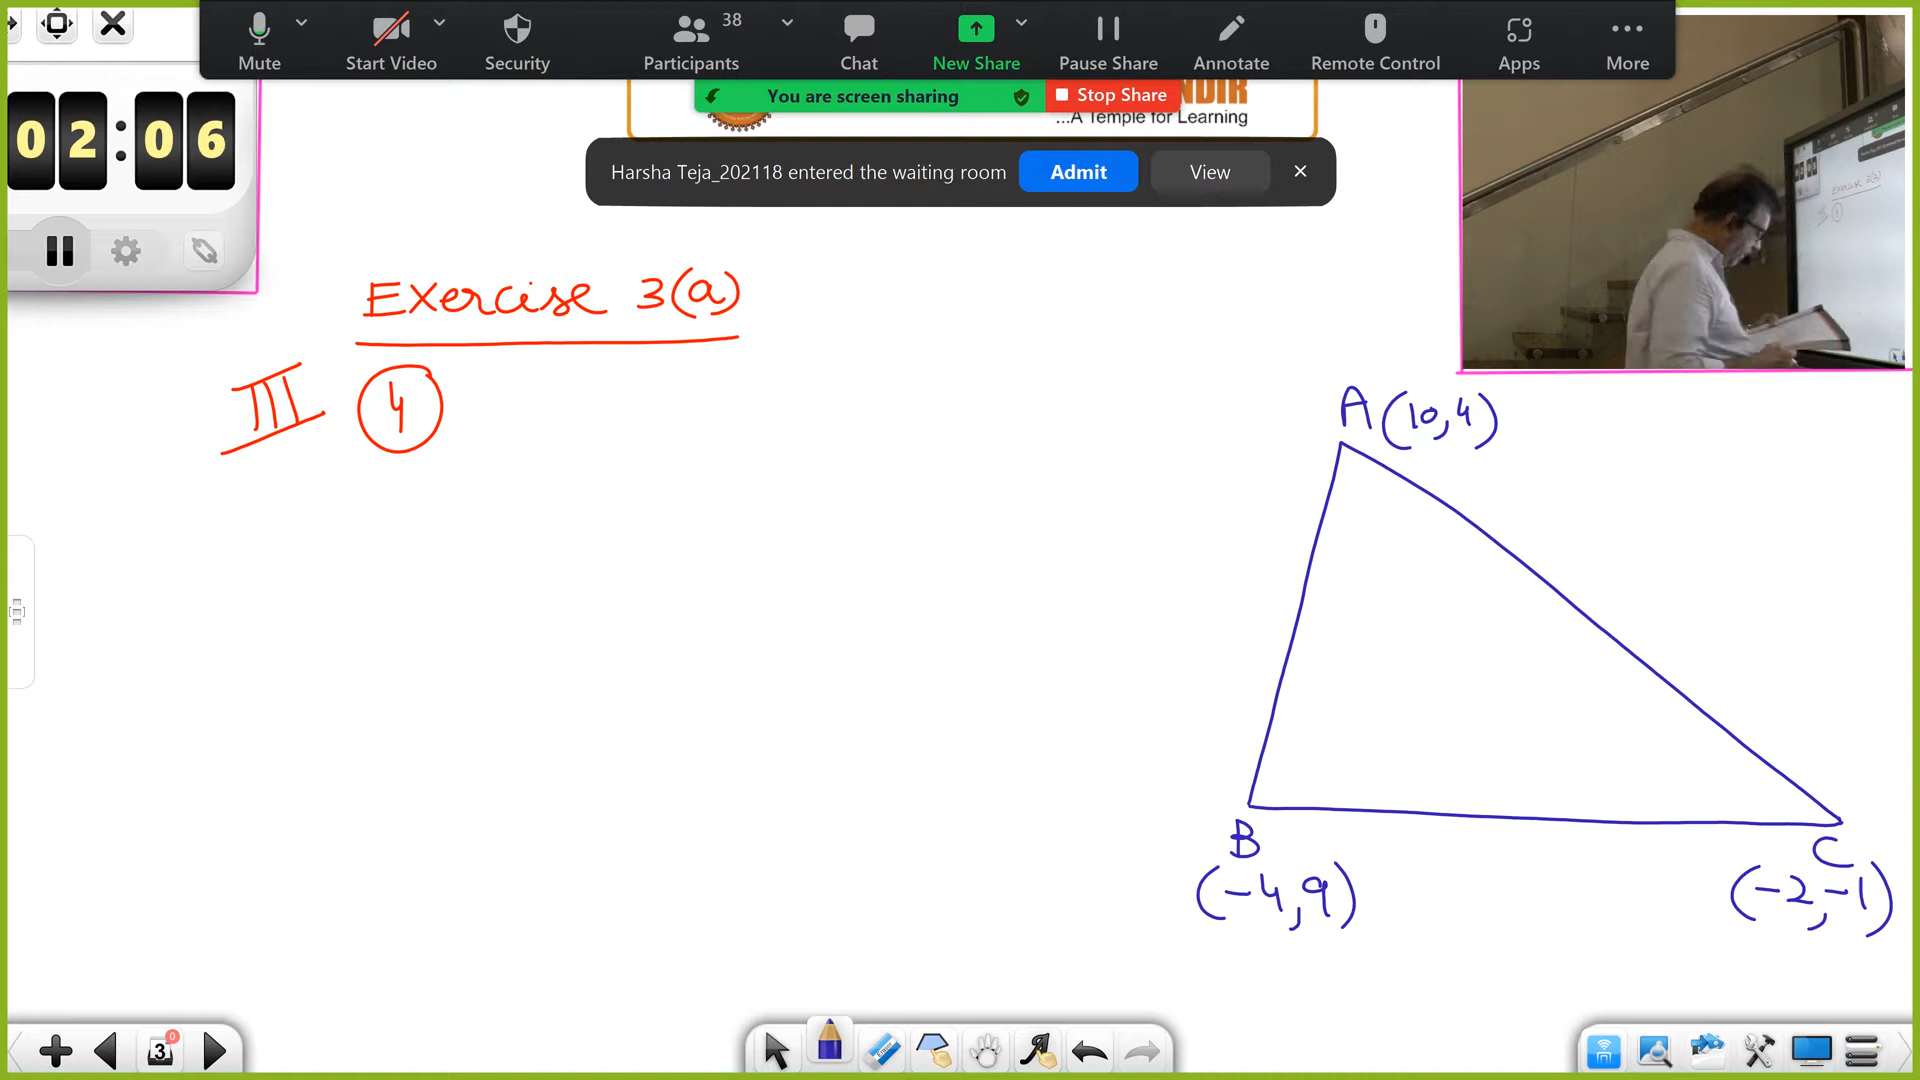 Mute
Start Video
Security
Participants
38
Chat
New Share
Pause Share
Annotate
Remote Control
Apps
More
You are screen sharing
Stop Share
NDIR
...A Temple for Learning
02:06
Harsha Teja_202118 entered the waiting room
Admit
View
Exercise 3(a)
III 4
A (10,4)
B
(-4,9)
C
(-2,-1)
3
0